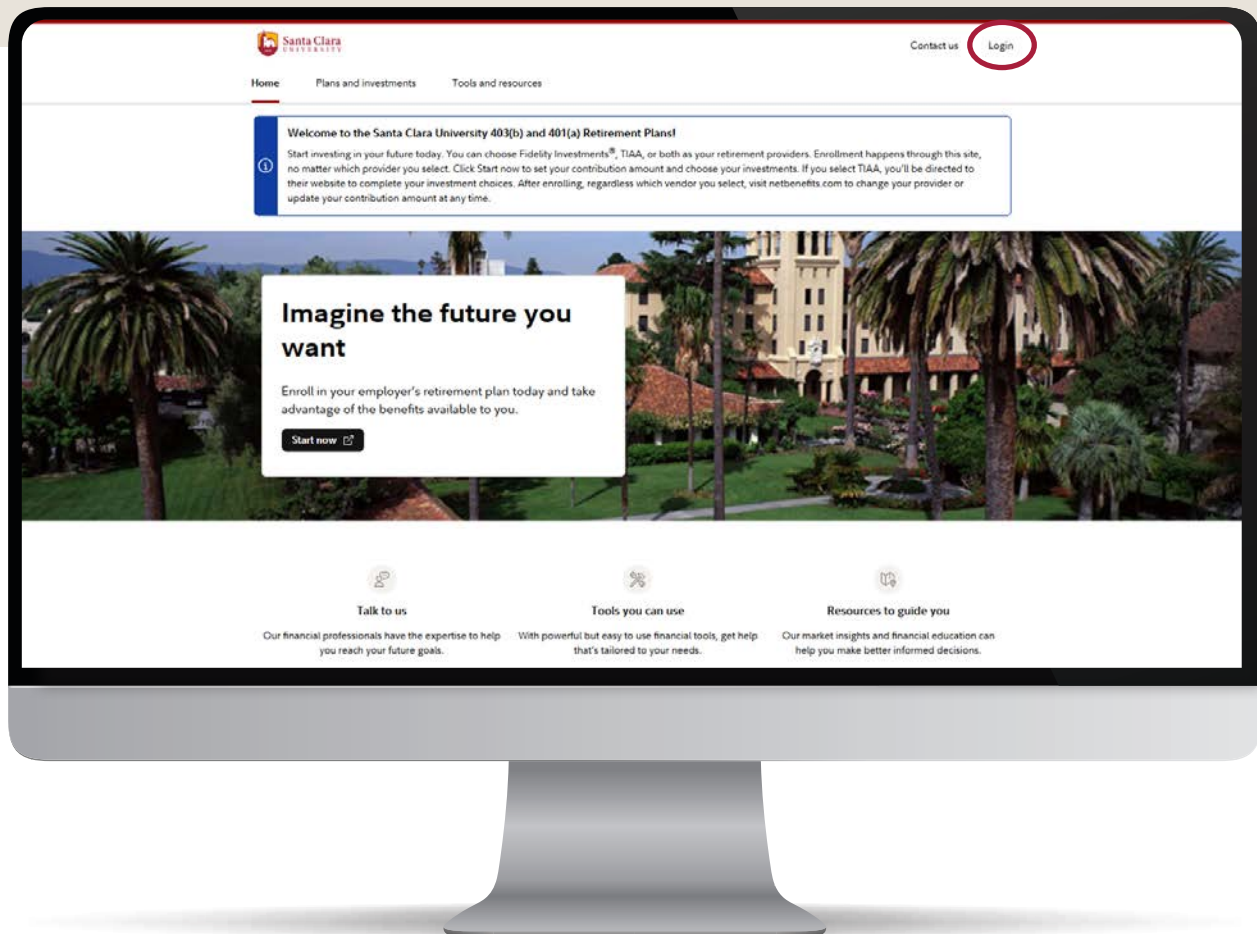 Santa Clara
UNIVERSITY
Contact us
Login
Home
Plans and investments
Tools and resources
Welcome to the Santa Clara University 403(b) and 401(a) Retirement Plans!
Start investing in your future today. You can choose Fidelity Investments®, TIAA, or both as your retirement providers. Enrollment happens through this site,
no matter which provider you select. Click Start now to set your contribution amount and choose your investments. If you select TIAA, you'll be directed to
their website to complete your investment choices. After enrolling, regardless which vendor you select, visit netbenefits.com to change your provider or
update your contribution amount at any time.
Imagine the future you
want
Enroll in your employer's retirement plan today and take
advantage of the benefits available to you.
Start now
Talk to us
Our financial professionals have the expertise to help
you reach your future goals.
Tools you can use
With powerful but easy to use financial tools, get help
that's tailored to your needs.
Resources to guide you
Our market insights and financial education can
help you make better informed decisions.